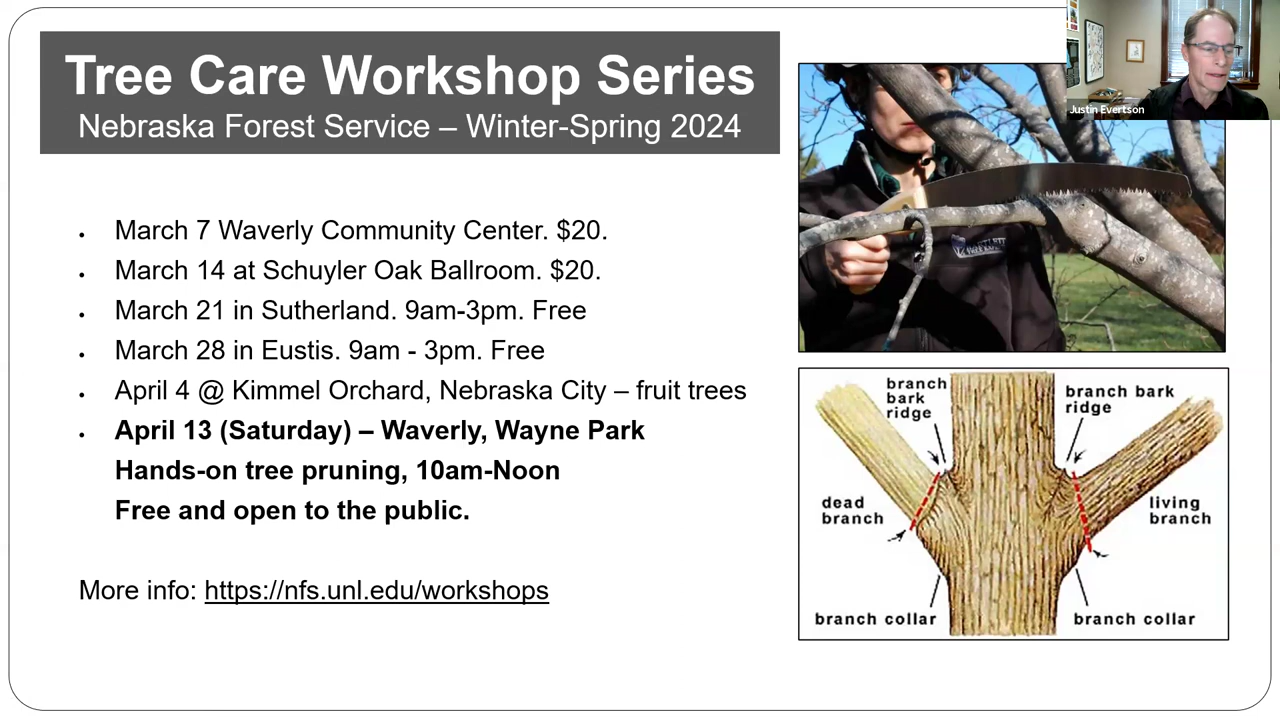 Tree Care Workshop Series
Nebraska Forest Service – Winter-Spring 2024
Justin Evertson
• March 7 Waverly Community Center. $20.
• March 14 at Schuyler Oak Ballroom. $20.
• March 21 in Sutherland. 9am-3pm. Free
• March 28 in Eustis. 9am - 3pm. Free
• April 4 @ Kimmel Orchard, Nebraska City – fruit trees
• April 13 (Saturday) – Waverly, Wayne Park
Hands-on tree pruning, 10am-Noon
Free and open to the public.
More info: https://nfs.unl.edu/workshops
branch
bark
ridge
branch bark
ridge
dead
branch
living
branch
branch collar
branch collar